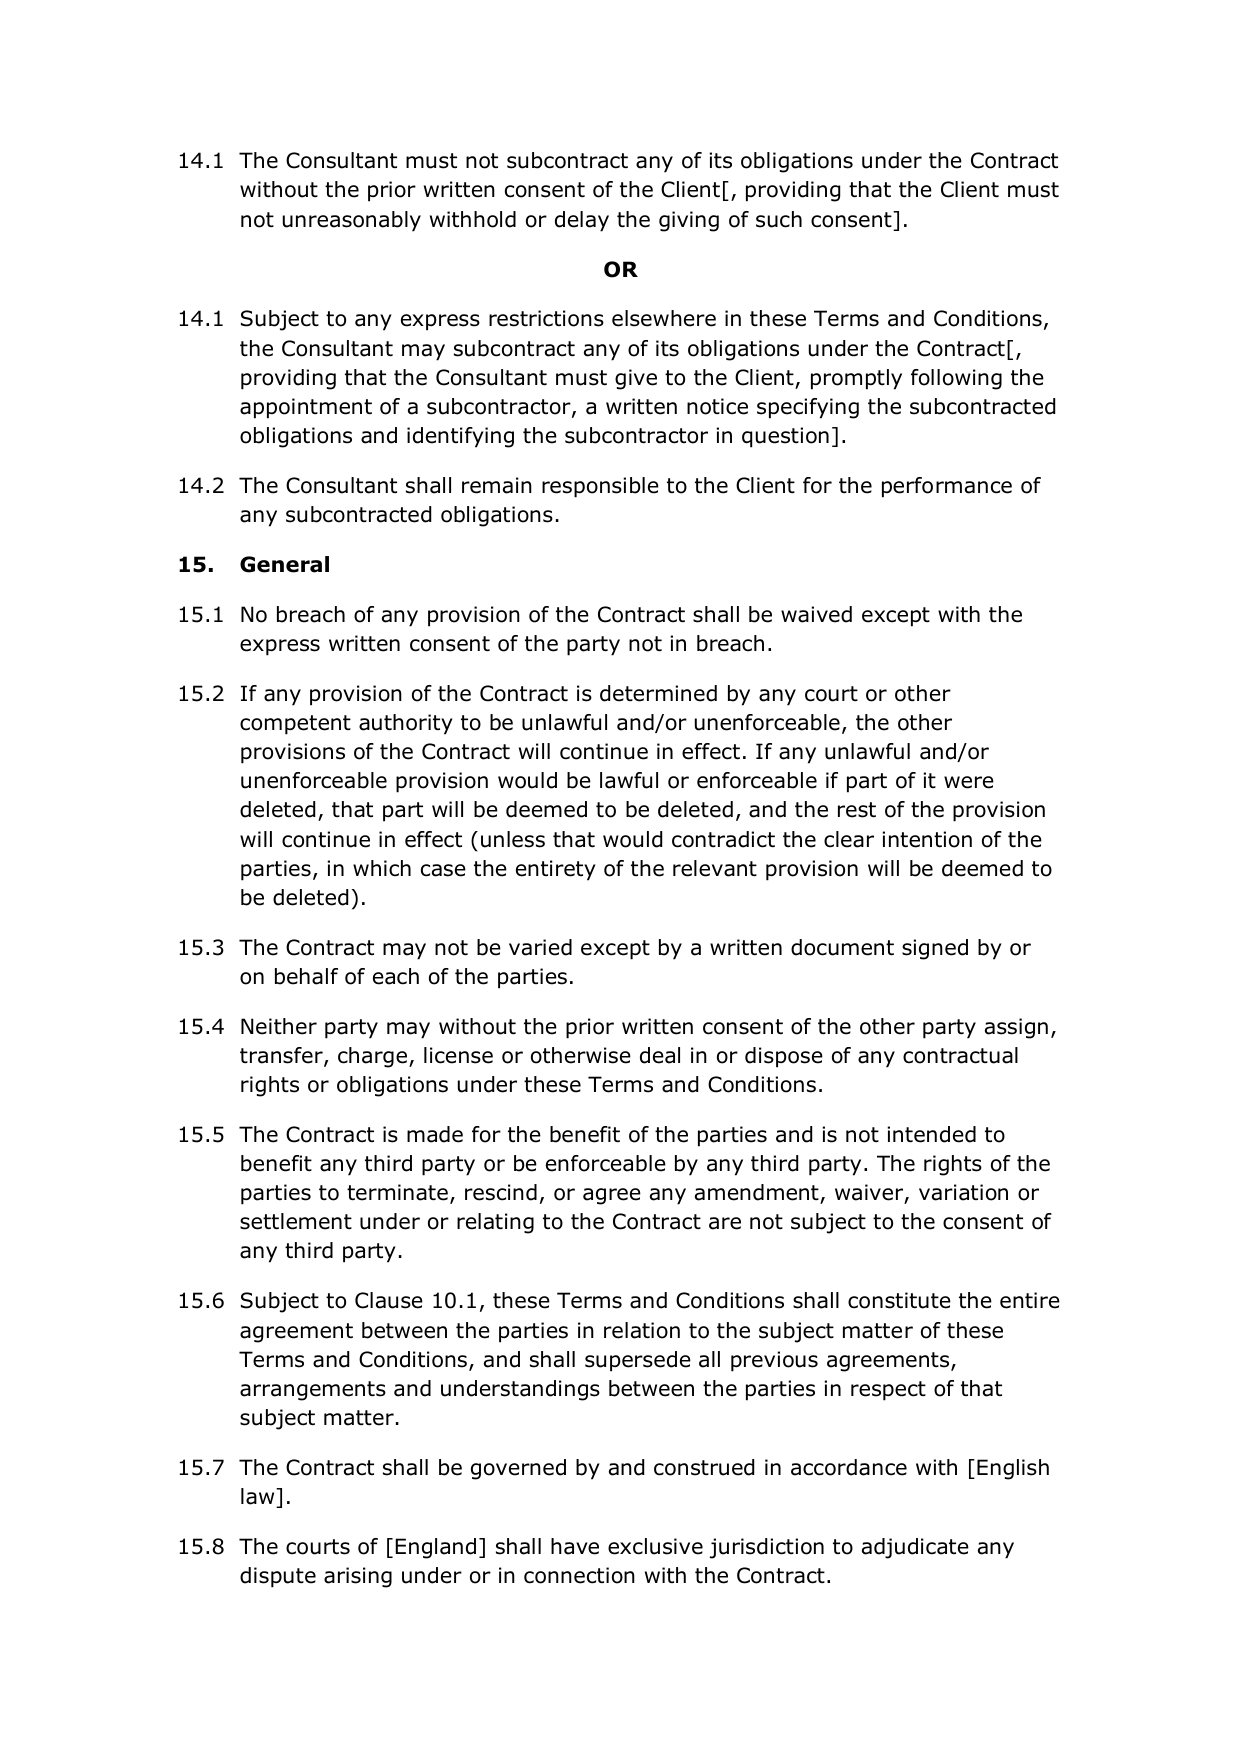 14.1 The Consultant must not subcontract any of its obligations under the Contract
without the prior written consent of the Client[, providing that the Client must
not unreasonably withhold or delay the giving of such consent].
OR
14.1 Subject to any express restrictions elsewhere in these Terms and Conditions,
the Consultant may subcontract any of its obligations under the Contract[,
providing that the Consultant must give to the Client, promptly following the
appointment of a subcontractor, a written notice specifying the subcontracted
obligations and identifying the subcontractor in question].
14.2 The Consultant shall remain responsible to the Client for the performance of
any subcontracted obligations.
15. General
15.1 No breach of any provision of the Contract shall be waived except with the
express written consent of the party not in breach.
15.2 If any provision of the Contract is determined by any court or other
competent authority to be unlawful and/or unenforceable, the other
provisions of the Contract will continue in effect. If any unlawful and/or
unenforceable provision would be lawful or enforceable if part of it were
deleted, that part will be deemed to be deleted, and the rest of the provision
will continue in effect (unless that would contradict the clear intention of the
parties, in which case the entirety of the relevant provision will be deemed to
be deleted).
15.3 The Contract may not be varied except by a written document signed by or
on behalf of each of the parties.
15.4 Neither party may without the prior written consent of the other party assign,
transfer, charge, license or otherwise deal in or dispose of any contractual
rights or obligations under these Terms and Conditions.
15.5 The Contract is made for the benefit of the parties and is not intended to
benefit any third party or be enforceable by any third party. The rights of the
parties to terminate, rescind, or agree any amendment, waiver, variation or
settlement under or relating to the Contract are not subject to the consent of
any third party.
15.6 Subject to Clause 10.1, these Terms and Conditions shall constitute the entire
agreement between the parties in relation to the subject matter of these
Terms and Conditions, and shall supersede all previous agreements,
arrangements and understandings between the parties in respect of that
subject matter.
15.7 The Contract shall be governed by and construed in accordance with [English
law].
15.8 The courts of [England] shall have exclusive jurisdiction to adjudicate any
dispute arising under or in connection with the Contract.